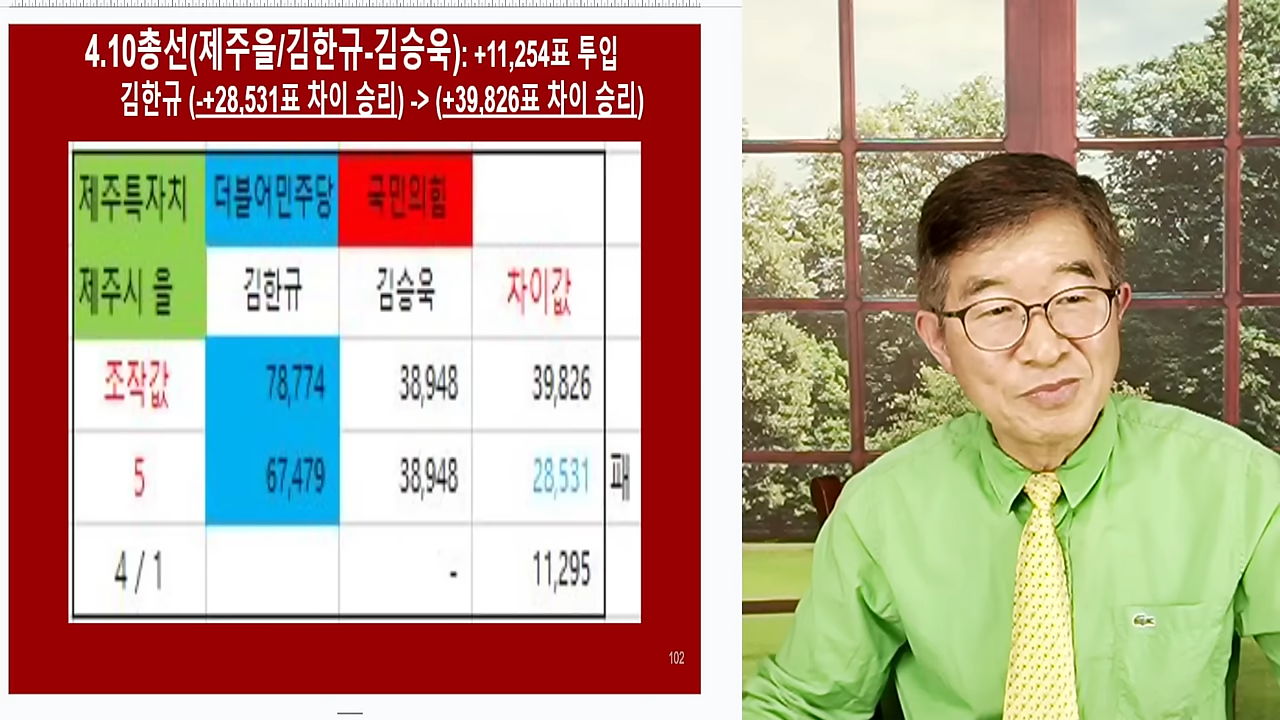 4.10총선(제주을/김한규-김승욱): +11,254표 투입
김한규 (-+28,531표 차이 승리) -> (+39,826표 차이 승리)
제주특자치 더불어민주당 국민의힘
제주시 을 김한규 김승욱 차이값
조작값 78,774 38,948 39,826
5 67,479 38,948 28,531 패
4 / 1 - 11,295
102